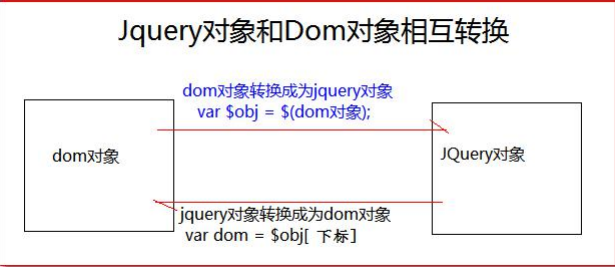 Jquery对象和Dom对象相互转换
dom对象转换成为jquery对象
var $obj = $(dom对象);
dom对象
JQuery对象
jquery对象转换成为dom对象
var dom = $obj[ 下标]